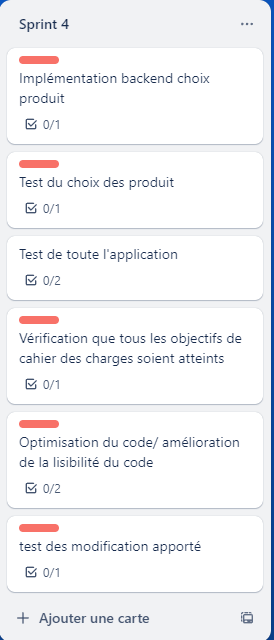 Sprint 4
Implémentation backend choix
produit
0/1
Test du choix des produit
0/1
Test de toute l'application
0/2
Vérification que tous les objectifs de
cahier des charges soient atteints
0/1
Optimisation du code/ amélioration
de la lisibilité du code
0/2
test des modification apporté
0/1
Ajouter une carte